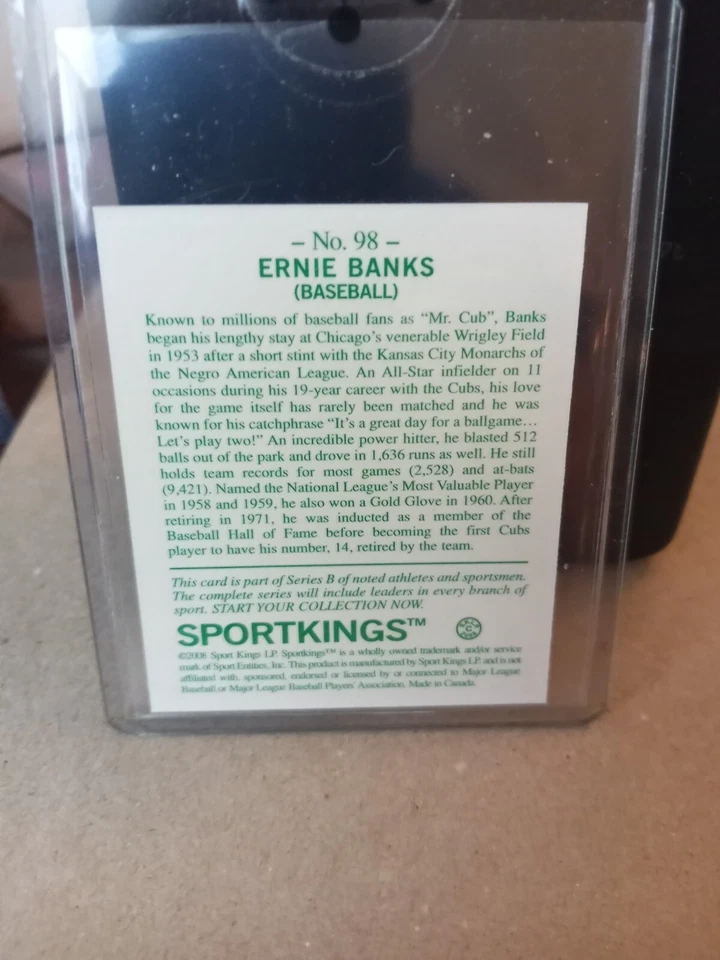 – No. 98 –
ERNIE BANKS
(BASEBALL)
Known to millions of baseball fans as “Mr. Cub”, Banks
began his lengthy stay at Chicago’s venerable Wrigley Field
in 1953 after a short stint with the Kansas City Monarchs of
the Negro American League. An All-Star infielder on 11
occasions during his 19-year career with the Cubs, his love
for the game itself has rarely been matched and he was
known for his catchphrase “It’s a great day for a ballgame…
Let’s play two!” An incredible power hitter, he blasted 512
balls out of the park and drove in 1,636 runs as well. He still
holds team records for most games (2,528) and at-bats
(9,421). Named the National League’s Most Valuable Player
in 1958 and 1959, he also won a Gold Glove in 1960. After
retiring in 1971, he was inducted as a member of the
Baseball Hall of Fame before becoming the first Cubs
player to have his number, 14, retired by the team.
This card is part of Series B of noted athletes and sportsmen.
The complete series will include leaders in every branch of
sport. START YOUR COLLECTION NOW.
SPORTKINGS™
©2008 Sport Kings LP. Sportkings™ is a wholly owned trademark and/or service
mark of Sport Entities, Inc. This product is manufactured by Sport Kings LP and is not
affiliated with, sponsored, endorsed or licensed by or connected to Major League
Baseball or Major League Baseball Players’ Association. Made in Canada.